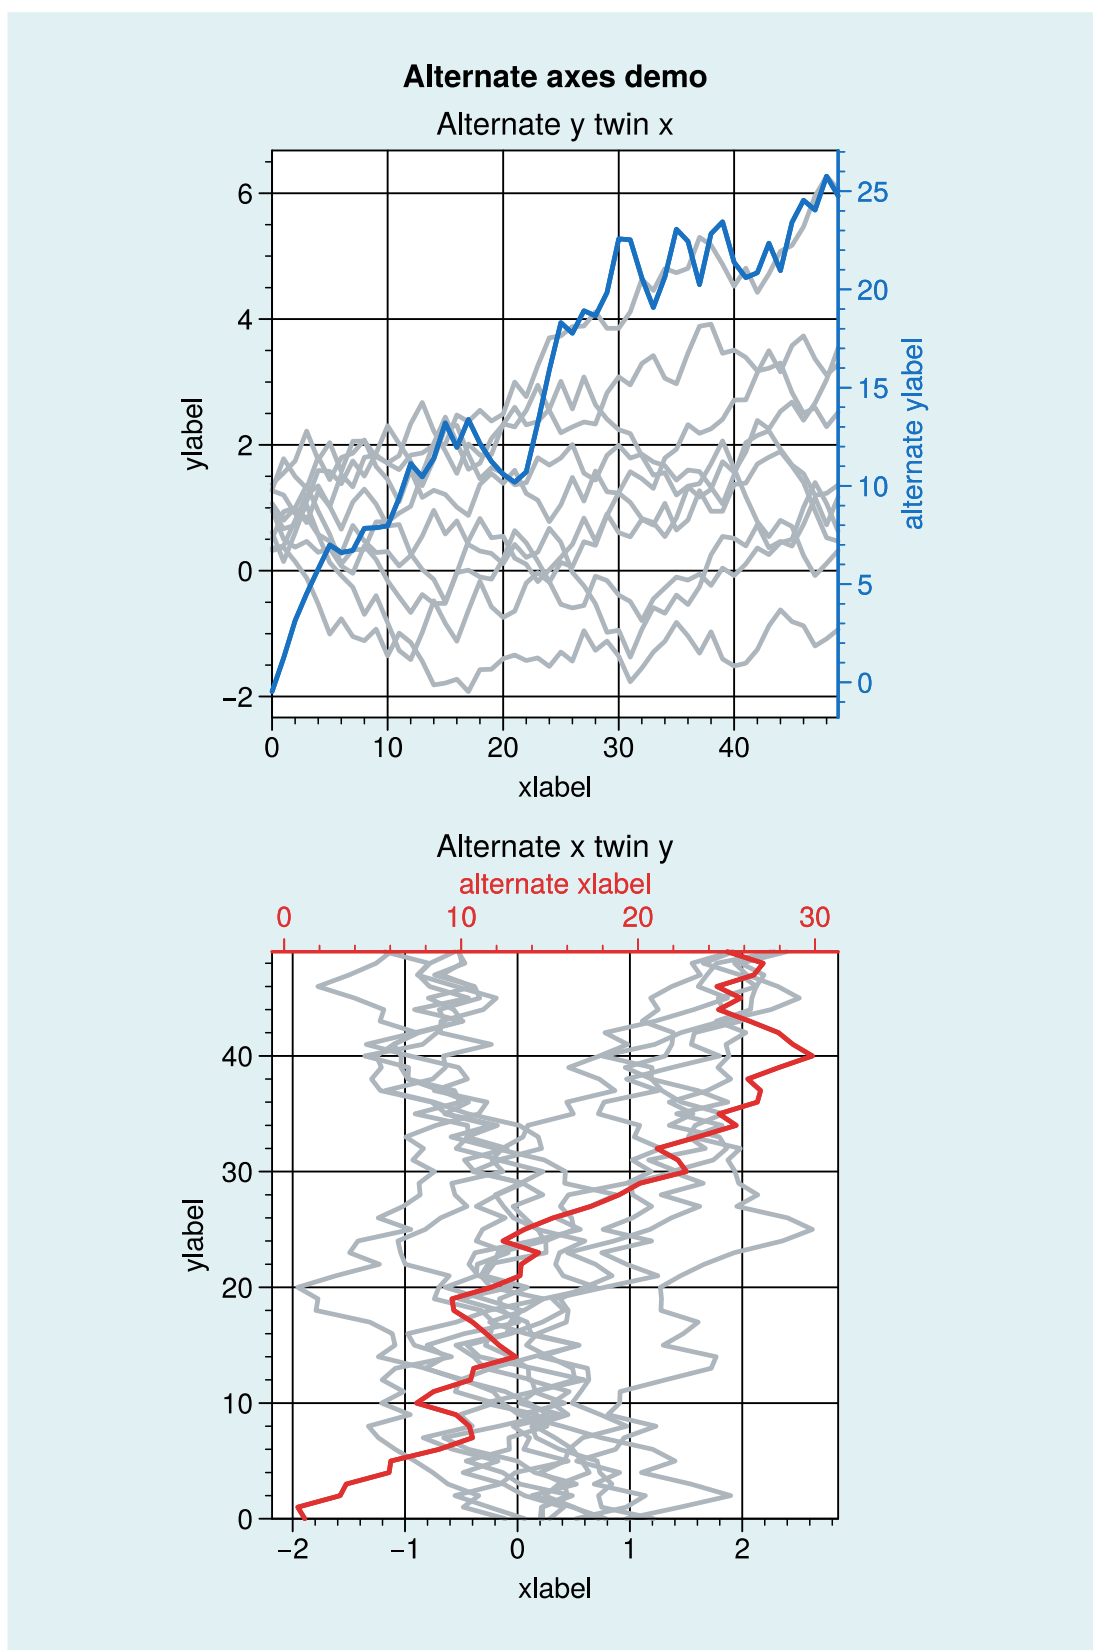 Alternate axes demo
Alternate y twin x
6
4
2
0
−2
ylabel
25
20
15
10
5
0
alternate ylabel
0 10 20 30 40
xlabel
Alternate x twin y
alternate xlabel
0 10 20 30
40
30
20
10
0
ylabel
−2 −1 0 1 2
xlabel